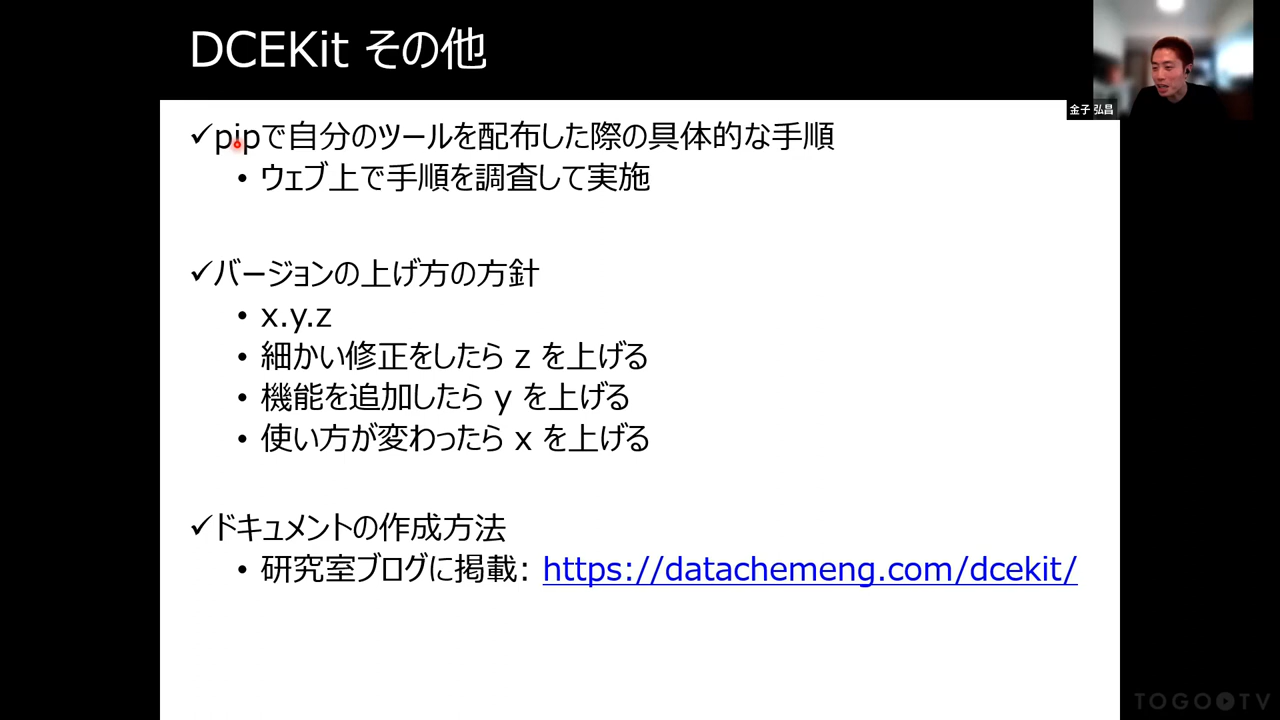 DCEKit その他
金子 弘昌
✓pipで自分のツールを配布した際の具体的な手順
• ウェブ上で手順を調査して実施
✓バージョンの上げ方の方針
• x.y.z
• 細かい修正をしたら z を上げる
• 機能を追加したら y を上げる
• 使い方が変わったら x を上げる
✓ドキュメントの作成方法
• 研究室ブログに掲載: https://datachemeng.com/dcekit/
TOGO TV